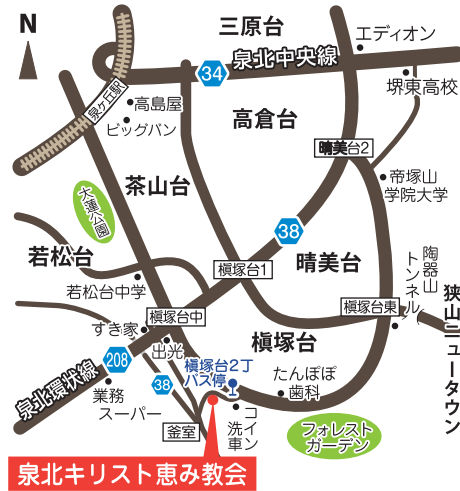 N
三原台
エディオン
34
泉北中央線
泉ヶ丘駅
堺東高校
高島屋
ビッグバン
高倉台
晴美台2
帝塚山
学院大学
茶山台
大蓮公園
38
若松台
槇塚台1
晴美台
陶器山
トンネル
狭山ニュータウン
若松台中学
槇塚台中
槇塚台東
すき家
出光
槇塚台
208
槇塚台2丁
バス停
たんぽぽ
歯科
泉北環状線
38
業務
スーパー
釜室
コイン
洗車
フォレスト
ガーデン
泉北キリスト恵み教会